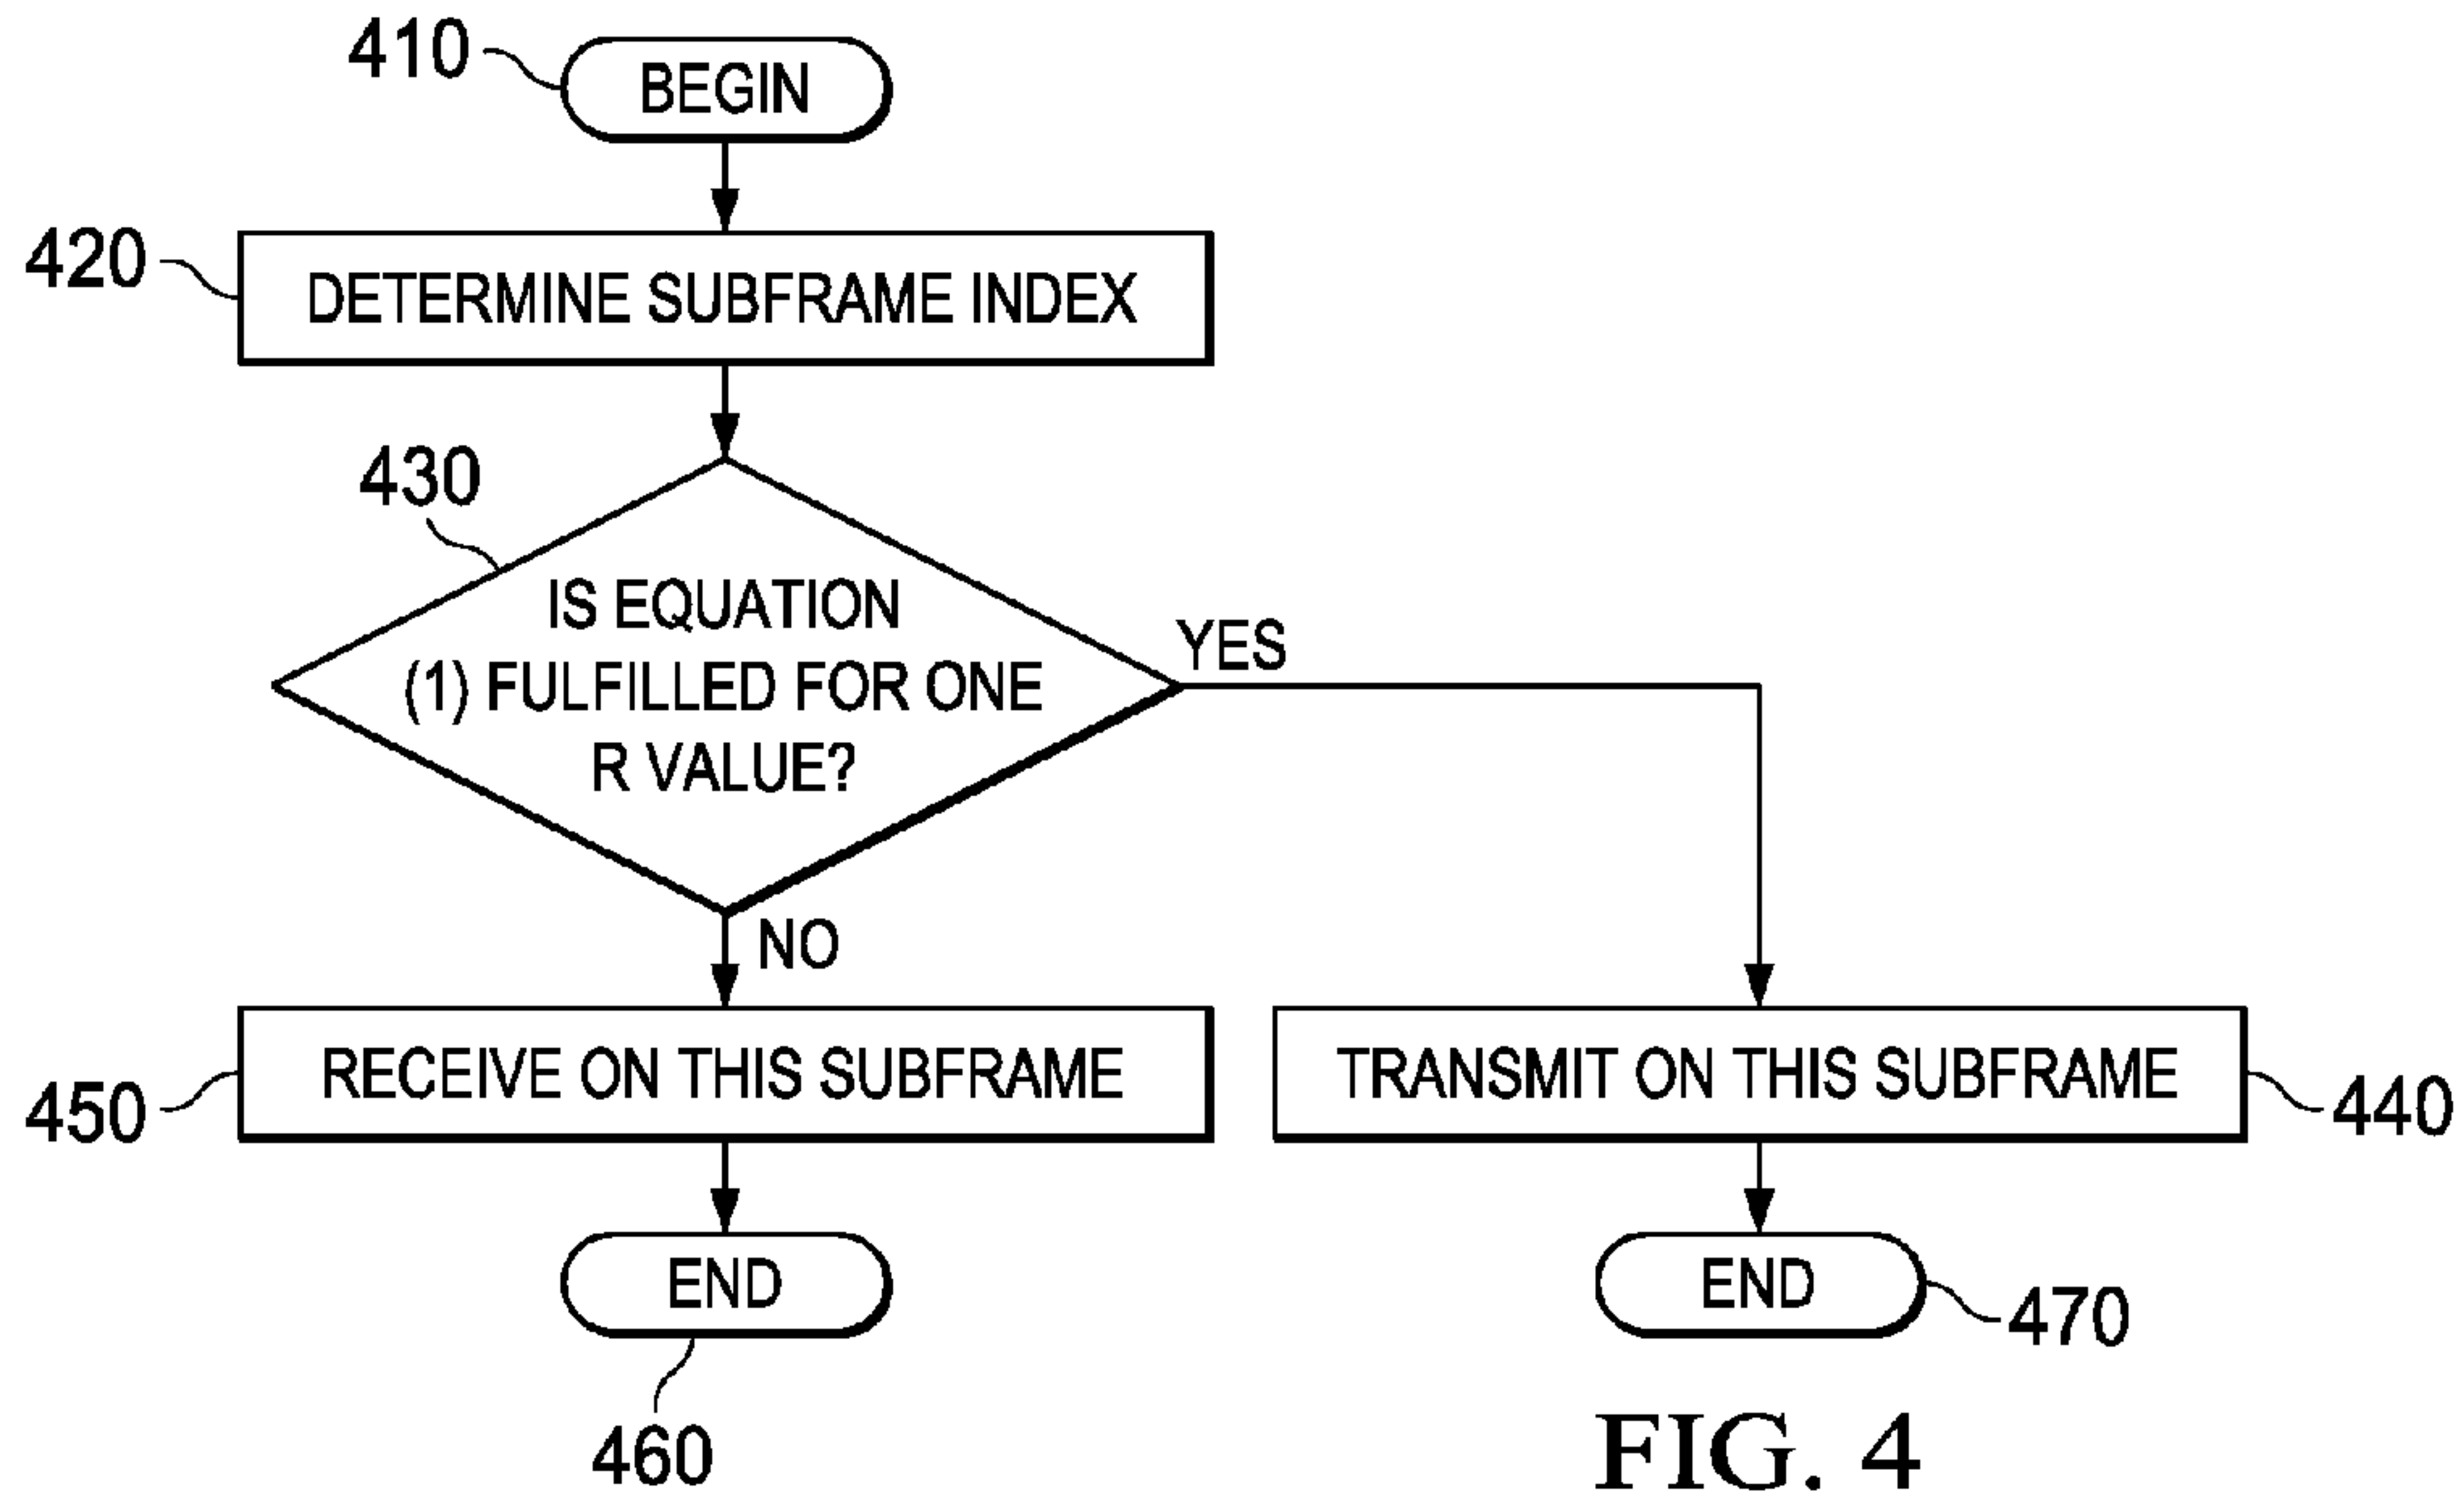 410
BEGIN
420
DETERMINE SUBFRAME INDEX
430
IS EQUATION
(1) FULFILLED FOR ONE
R VALUE?
YES
NO
RECEIVE ON THIS SUBFRAME
450
TRANSMIT ON THIS SUBFRAME
440
END
460
END
470
FIG. 4